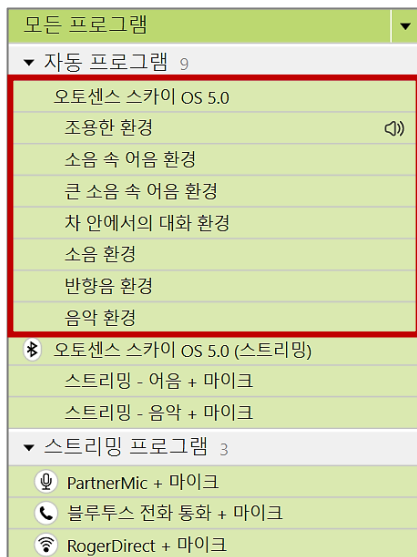 모든 프로그램
자동 프로그램 9
오토센스 스카이 OS 5.0
조용한 환경
소음 속 어음 환경
큰 소음 속 어음 환경
차 안에서의 대화 환경
소음 환경
반향음 환경
음악 환경
오토센스 스카이 OS 5.0 (스트리밍)
스트리밍 - 어음 + 마이크
스트리밍 - 음악 + 마이크
스트리밍 프로그램 3
PartnerMic + 마이크
블루투스 전화 통화 + 마이크
RogerDirect + 마이크